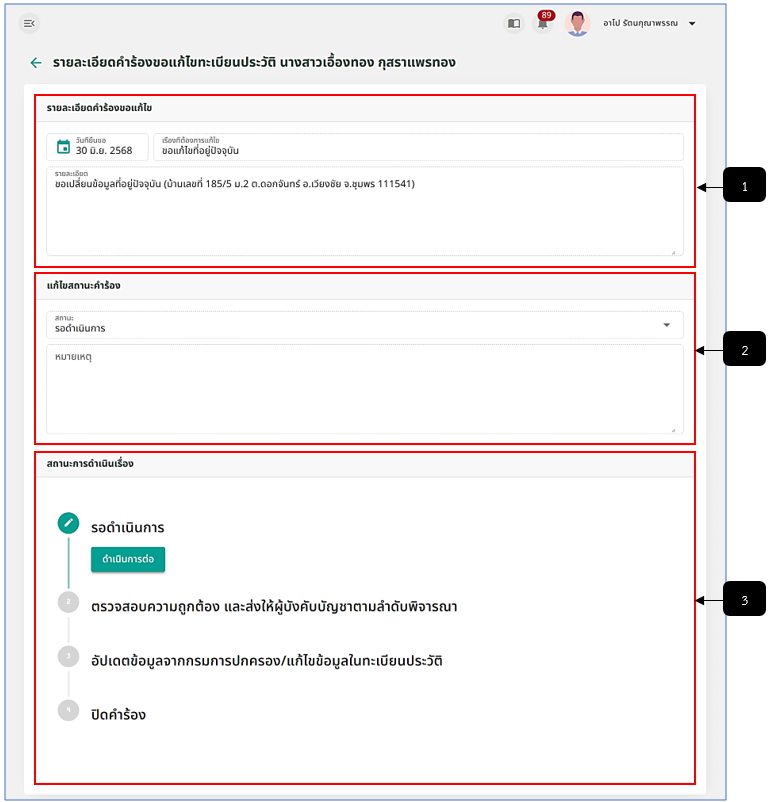 89
อาไป รัตนกุณาพรรณ
รายละเอียดคำร้องขอแก้ไขทะเบียนประวัติ นางสาวเอื้องทอง กุสราแพรทอง
รายละเอียดคำร้องขอแก้ไข
วันที่ยื่นขอ
30 มิ.ย. 2568
เรื่องที่ต้องการแก้ไข
ขอแก้ไขที่อยู่ปัจจุบัน
รายละเอียด
ขอเปลี่ยนข้อมูลที่อยู่ปัจจุบัน (บ้านเลขที่ 185/5 ม.2 ต.ดอกจันทร์ อ.เวียงชัย จ.ชุมพร 111541)
1
แก้ไขสถานะคำร้อง
สถานะ
รอดำเนินการ
หมายเหตุ
2
สถานะการดำเนินเรื่อง
รอดำเนินการ
ดำเนินการต่อ
2
ตรวจสอบความถูกต้อง และส่งให้ผู้บังคับบัญชาตามลำดับพิจารณา
3
3
อัปเดตข้อมูลจากกรมการปกครอง/แก้ไขข้อมูลในทะเบียนประวัติ
4
ปิดคำร้อง